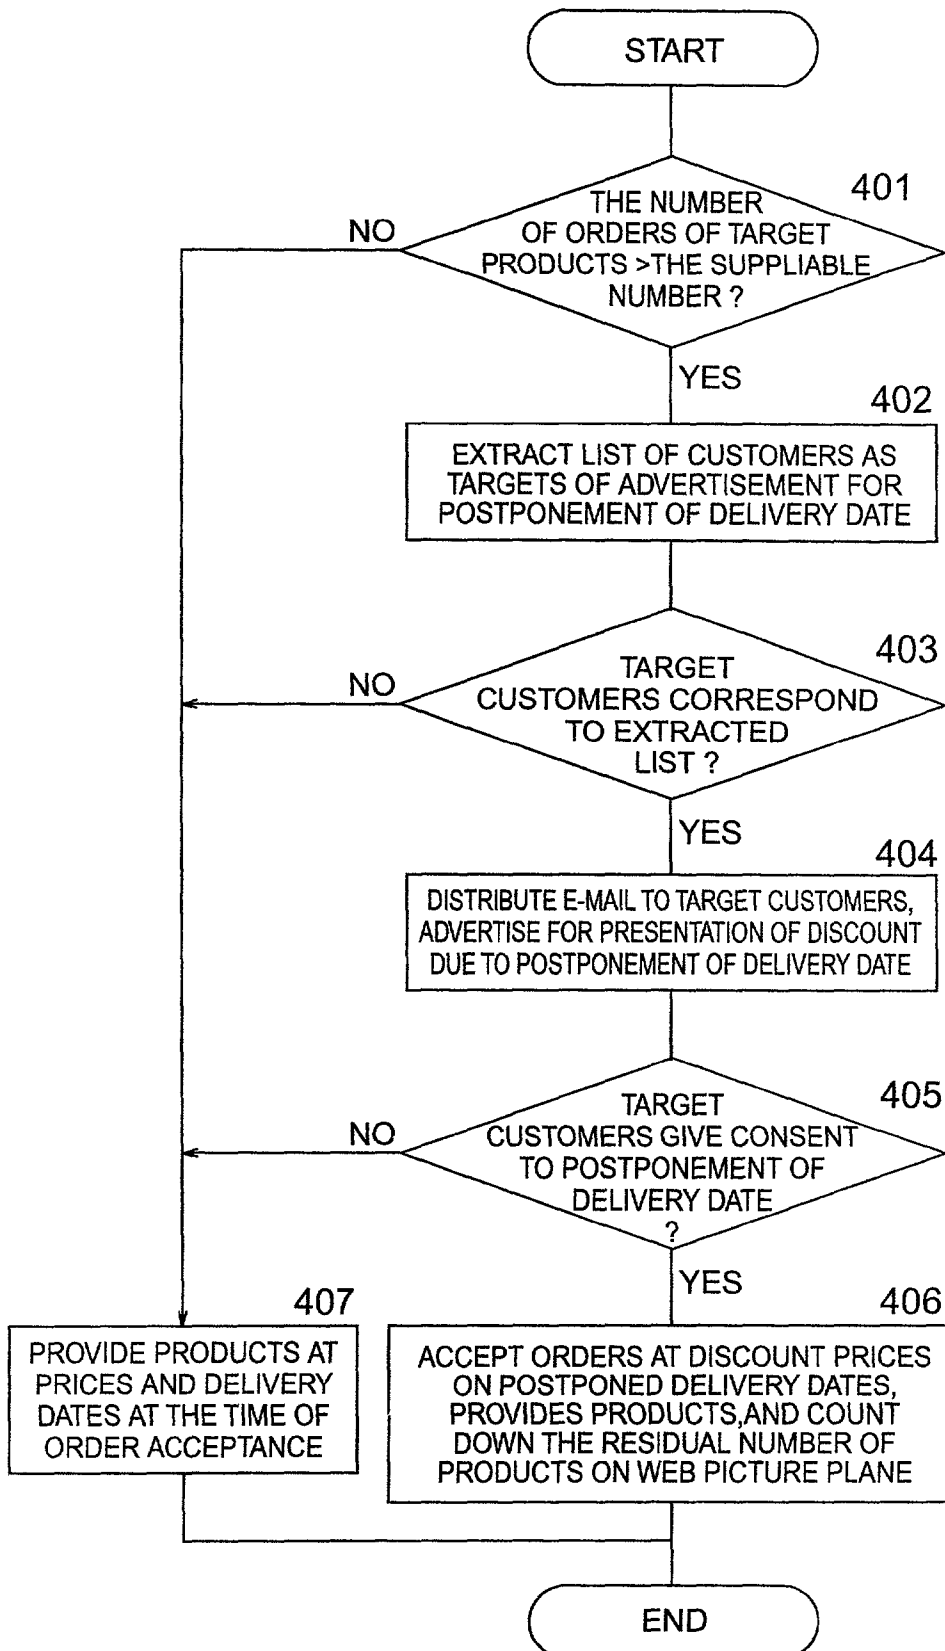 START
401
THE NUMBER
OF ORDERS OF TARGET
PRODUCTS >THE SUPPLIABLE
NUMBER ?
NO
YES
402
EXTRACT LIST OF CUSTOMERS AS
TARGETS OF ADVERTISEMENT FOR
POSTPONEMENT OF DELIVERY DATE
403
TARGET
CUSTOMERS CORRESPOND
TO EXTRACTED
LIST ?
NO
YES
404
DISTRIBUTE E-MAIL TO TARGET CUSTOMERS,
ADVERTISE FOR PRESENTATION OF DISCOUNT
DUE TO POSTPONEMENT OF DELIVERY DATE
405
TARGET
CUSTOMERS GIVE CONSENT
TO POSTPONEMENT OF
DELIVERY DATE
?
NO
YES
407
PROVIDE PRODUCTS AT
PRICES AND DELIVERY
DATES AT THE TIME OF
ORDER ACCEPTANCE
406
ACCEPT ORDERS AT DISCOUNT PRICES
ON POSTPONED DELIVERY DATES,
PROVIDES PRODUCTS,AND COUNT
DOWN THE RESIDUAL NUMBER OF
PRODUCTS ON WEB PICTURE PLANE
END